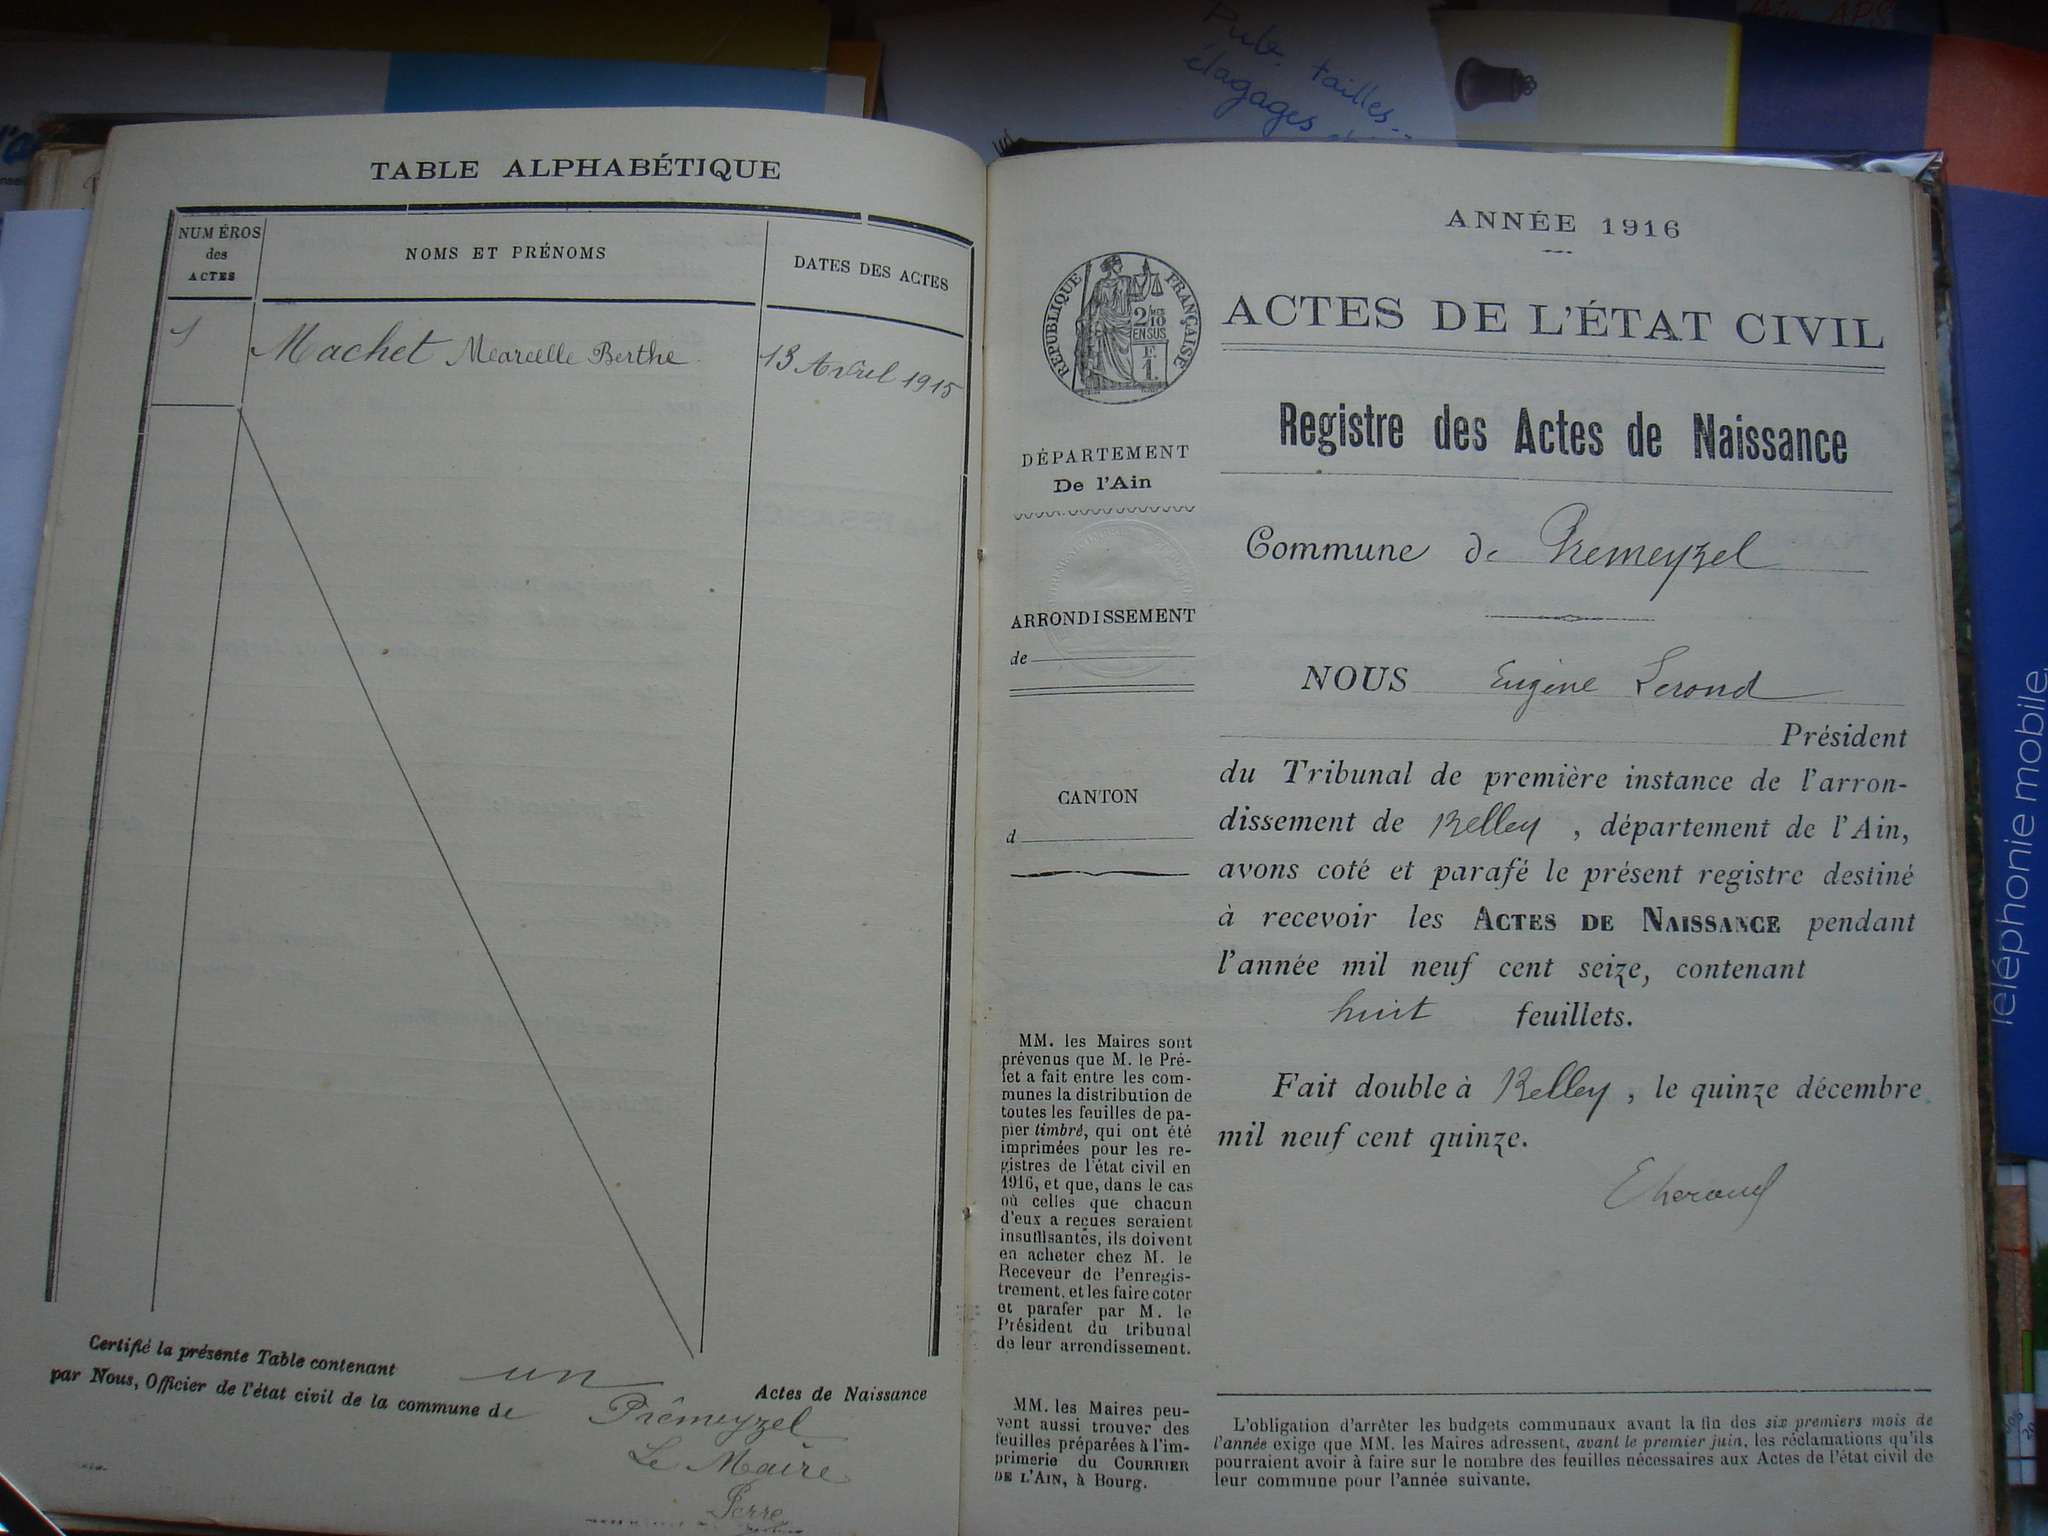 Pub. tailles...
élagages
TABLE ALPHABÉTIQUE
NUMÉROS
des
ACTES
NOMS ET PRÉNOMS
DATES DES ACTES
1
Machet Marcelle Berthe
13 Avril 1915
Certifié la présente Table contenant un Actes de Naissance
par Nous, Officier de l'état civil de la commune de Prémeyzel
Le Maire
ANNÉE 1916
RÉPUBLIQUE FRANÇAISE
2/10
EN SUS
F
1.
ACTES DE L'ÉTAT CIVIL
Registre des Actes de Naissance
DÉPARTEMENT
De l'Ain
ARRONDISSEMENT
de
CANTON
d
Commune de Premeyzel
NOUS Eugène Lerond
Président
du Tribunal de première instance de l'arron-
dissement de Belley, département de l'Ain,
avons coté et parafé le présent registre destiné
à recevoir les ACTES DE NAISSANCE pendant
l'année mil neuf cent seize, contenant
huit feuillets.
Fait double à Belley, le quinze décembre
mil neuf cent quinze.
MM. les Maires sont
prévenus que M. le Pré-
fet a fait entre les com-
munes la distribution de
toutes les feuilles de pa-
pier timbré, qui ont été
imprimées pour les re-
gistres de l'état civil en
1916, et que, dans le cas
où celles que chacun
d'eux a reçues seraient
insuffisantes, ils doivent
en acheter chez M. le
Receveur de l'enregis-
trement, et les faire coter
et parafer par M. le
Président du tribunal
de leur arrondissement.
MM. les Maires peu-
vent aussi trouver des
feuilles préparées à l'im-
primerie du COURRIER
DE L'AIN, à Bourg.
L'obligation d'arrêter les budgets communaux avant la fin des six premiers mois de
l'année exige que MM. les Maires adressent, avant le premier juin, les réclamations qu'ils
pourraient avoir à faire sur le nombre des feuilles nécessaires aux Actes de l'état civil de
leur commune pour l'année suivante.
téléphonie mobile